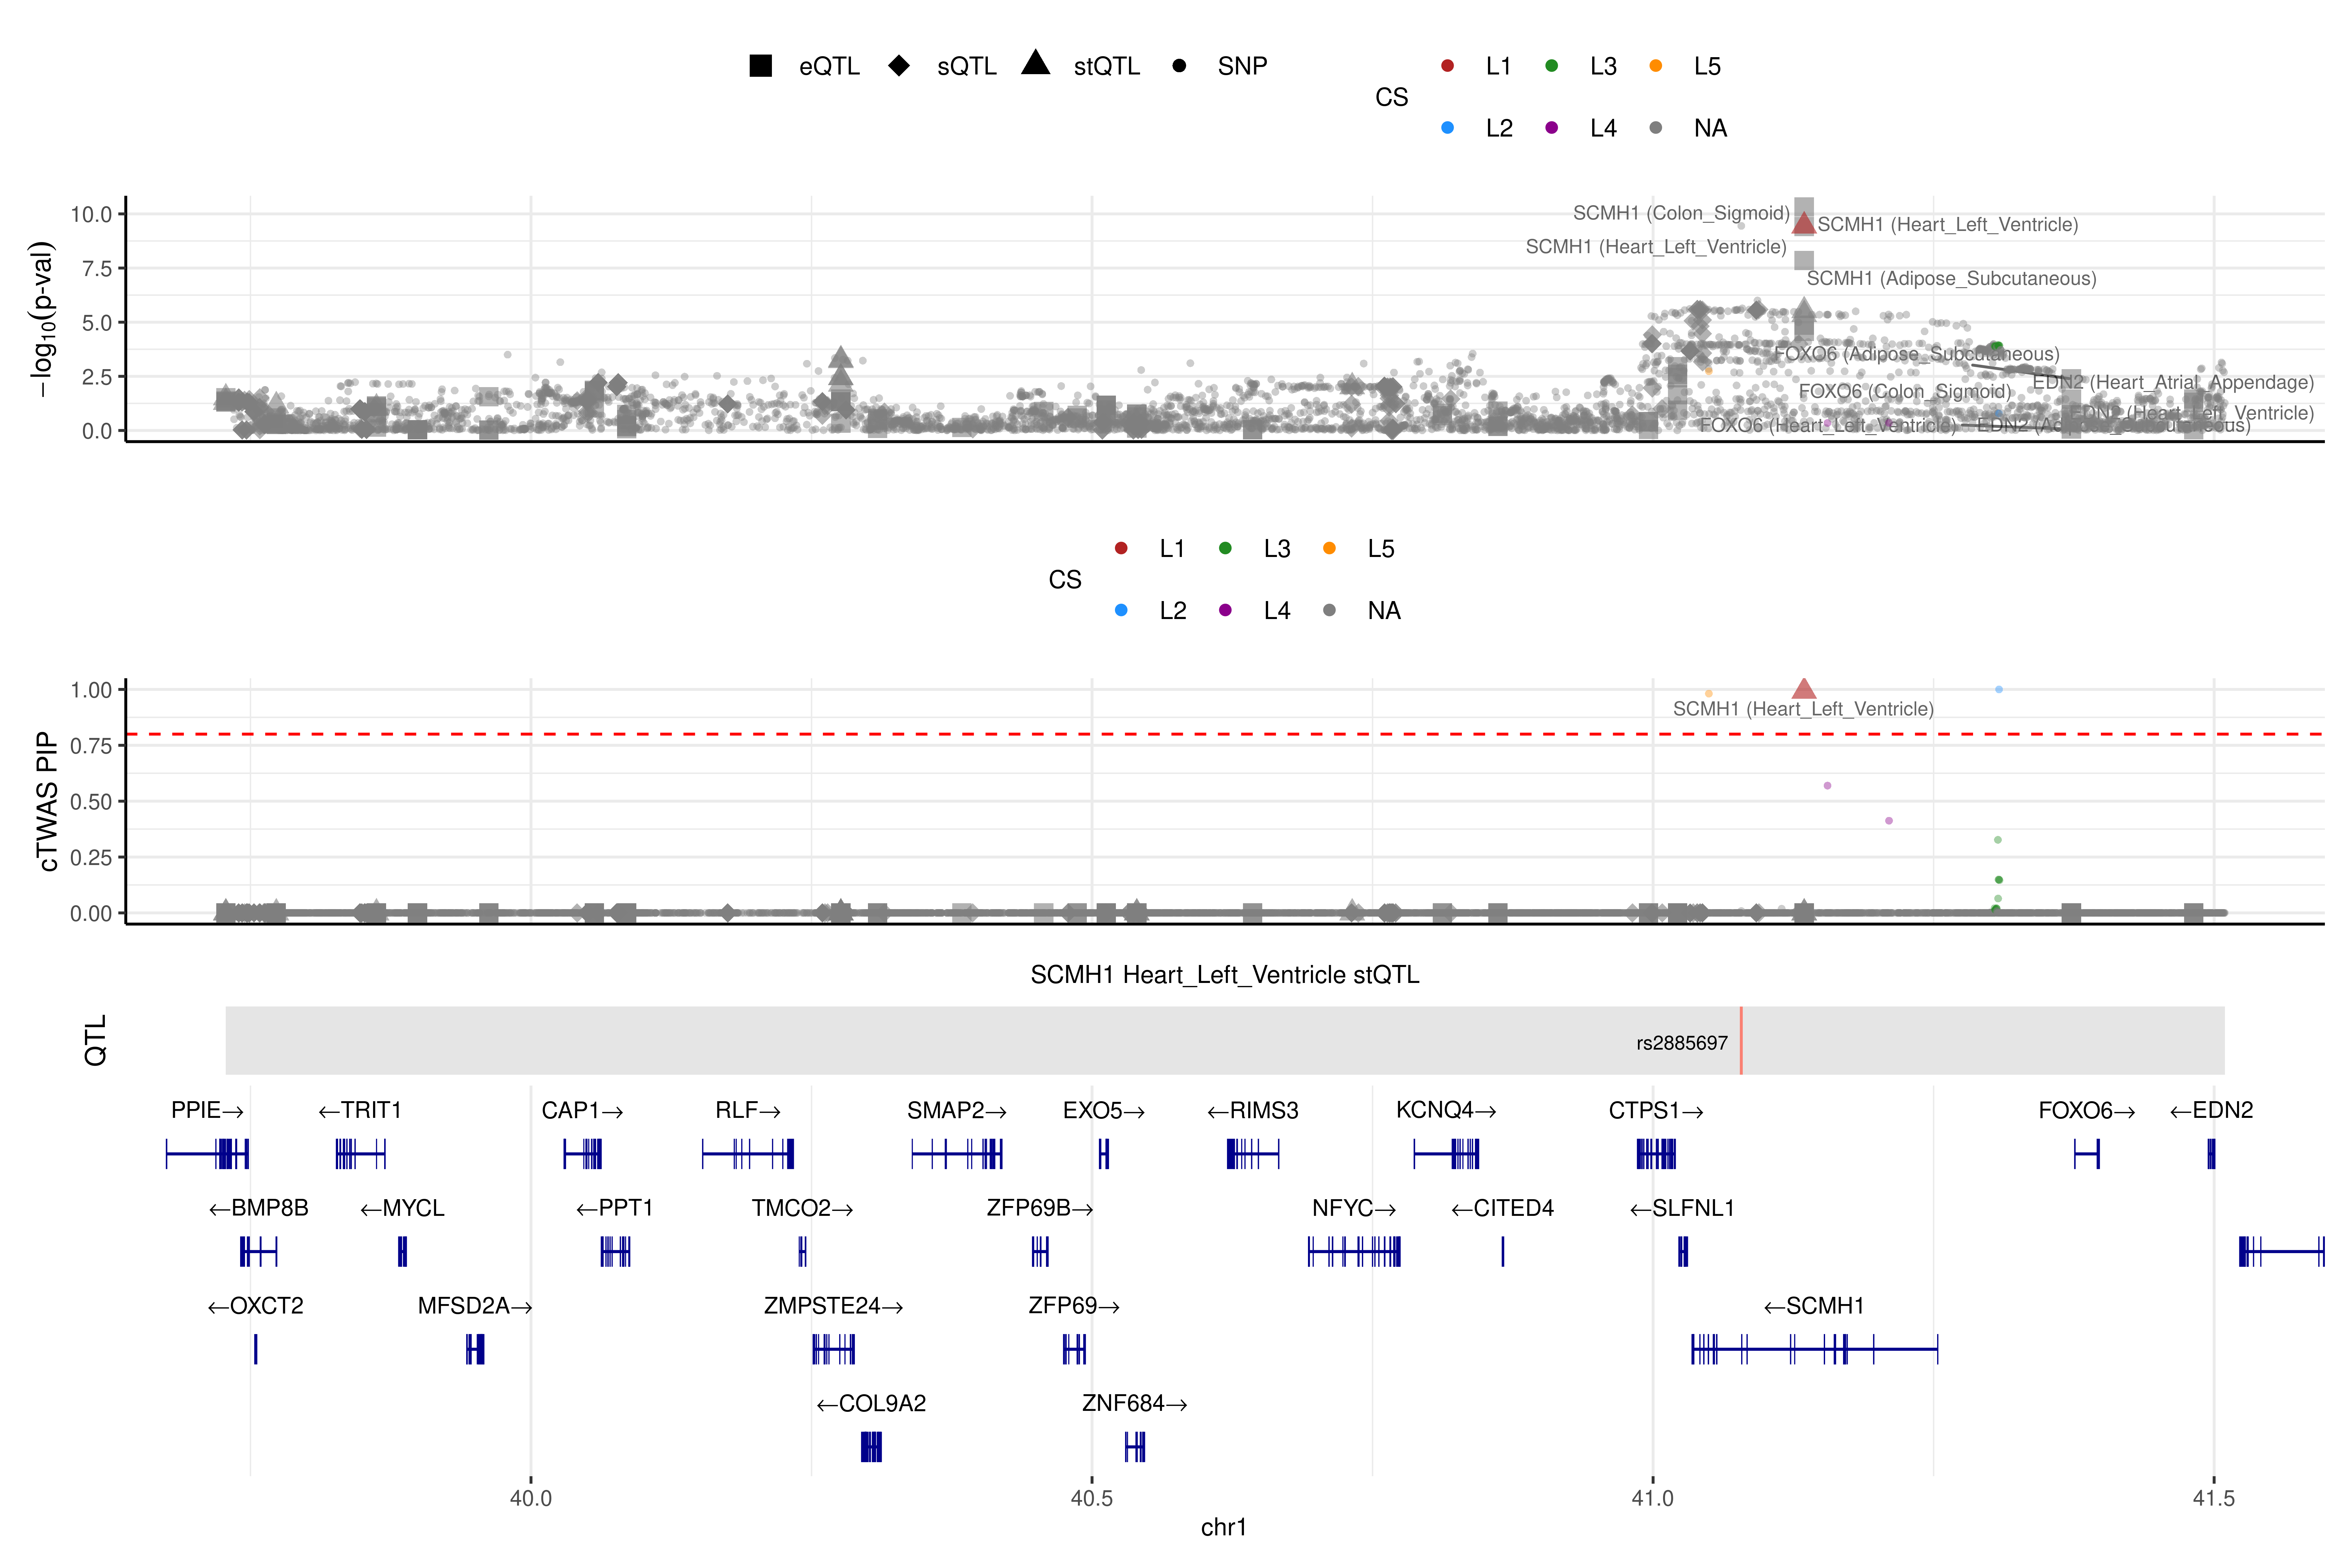 eQTL sQTL stQTL SNP
CS
L1 L3 L5
L2 L4 NA
−log10(p-val)
10.0
7.5
5.0
2.5
0.0
SCMH1 (Colon_Sigmoid)
SCMH1 (Heart_Left_Ventricle)
SCMH1 (Heart_Left_Ventricle)
SCMH1 (Adipose_Subcutaneous)
FOXO6 (Adipose_Subcutaneous)
EDN2 (Heart_Atrial_Appendage)
FOXO6 (Colon_Sigmoid)
EDN2 (Heart_Left_Ventricle)
FOXO6 (Heart_Left_Ventricle)
EDN2 (Adipose_Subcutaneous)
CS
L1 L3 L5
L2 L4 NA
cTWAS PIP
1.00
0.75
0.50
0.25
0.00
SCMH1 (Heart_Left_Ventricle)
SCMH1 Heart_Left_Ventricle stQTL
QTL
rs2885697
PPIE→ ←TRIT1 CAP1→ RLF→ SMAP2→ EXO5→ ←RIMS3 KCNQ4→ CTPS1→ FOXO6→ ←EDN2
←BMP8B ←MYCL ←PPT1 TMCO2→ ZFP69B→ NFYC→ ←CITED4 ←SLFNL1
←OXCT2 MFSD2A→ ZMPSTE24→ ZFP69→ ←SCMH1
←COL9A2 ZNF684→
40.0 40.5 41.0 41.5
chr1